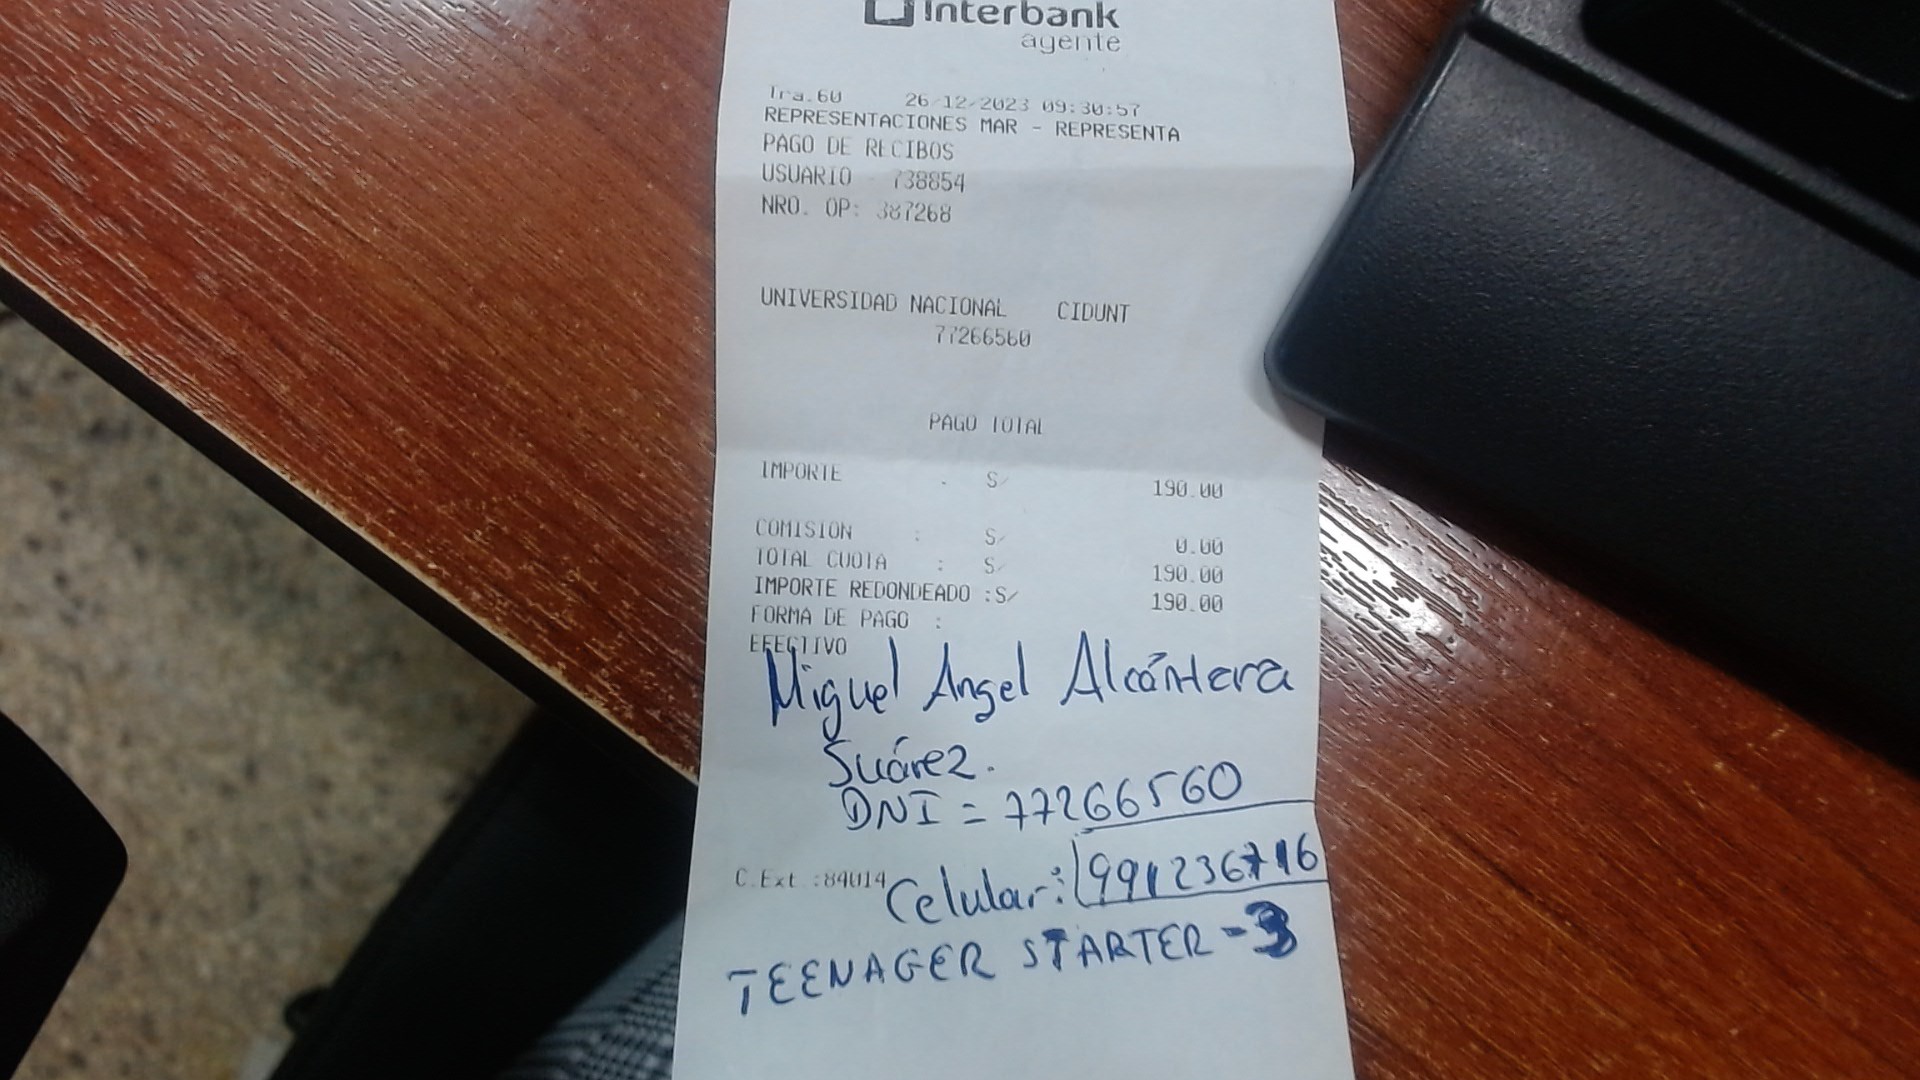 Interbank
agente
Tra.60 26/12/2023 09:30:57
REPRESENTACIONES MAR - REPRESENTA
PAGO DE RECIBOS
USUARIO 738854
NRO. OP: 387268
UNIVERSIDAD NACIONAL CIDUNT
77266560
PAGO TOTAL
IMPORTE . S/ 190.00
COMISION : S/ 0.00
TOTAL CUOTA : S/ 190.00
IMPORTE REDONDEADO :S/ 190.00
FORMA DE PAGO :
EFECTIVO
Miguel Angel Alcántara
Suárez.
DNI = 77266560
C.Ext :84014
Celular: 991236716
TEENAGER STARTER - 3